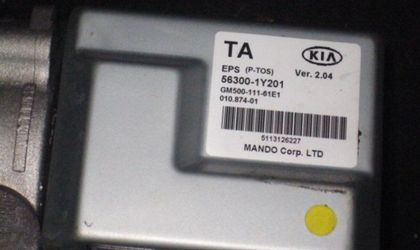 TA
KIA
EPS (P-TOS) Ver. 2.04
56300-1Y201
GM500-111-61E1
010.874-01
5113126227
MANDO Corp. LTD